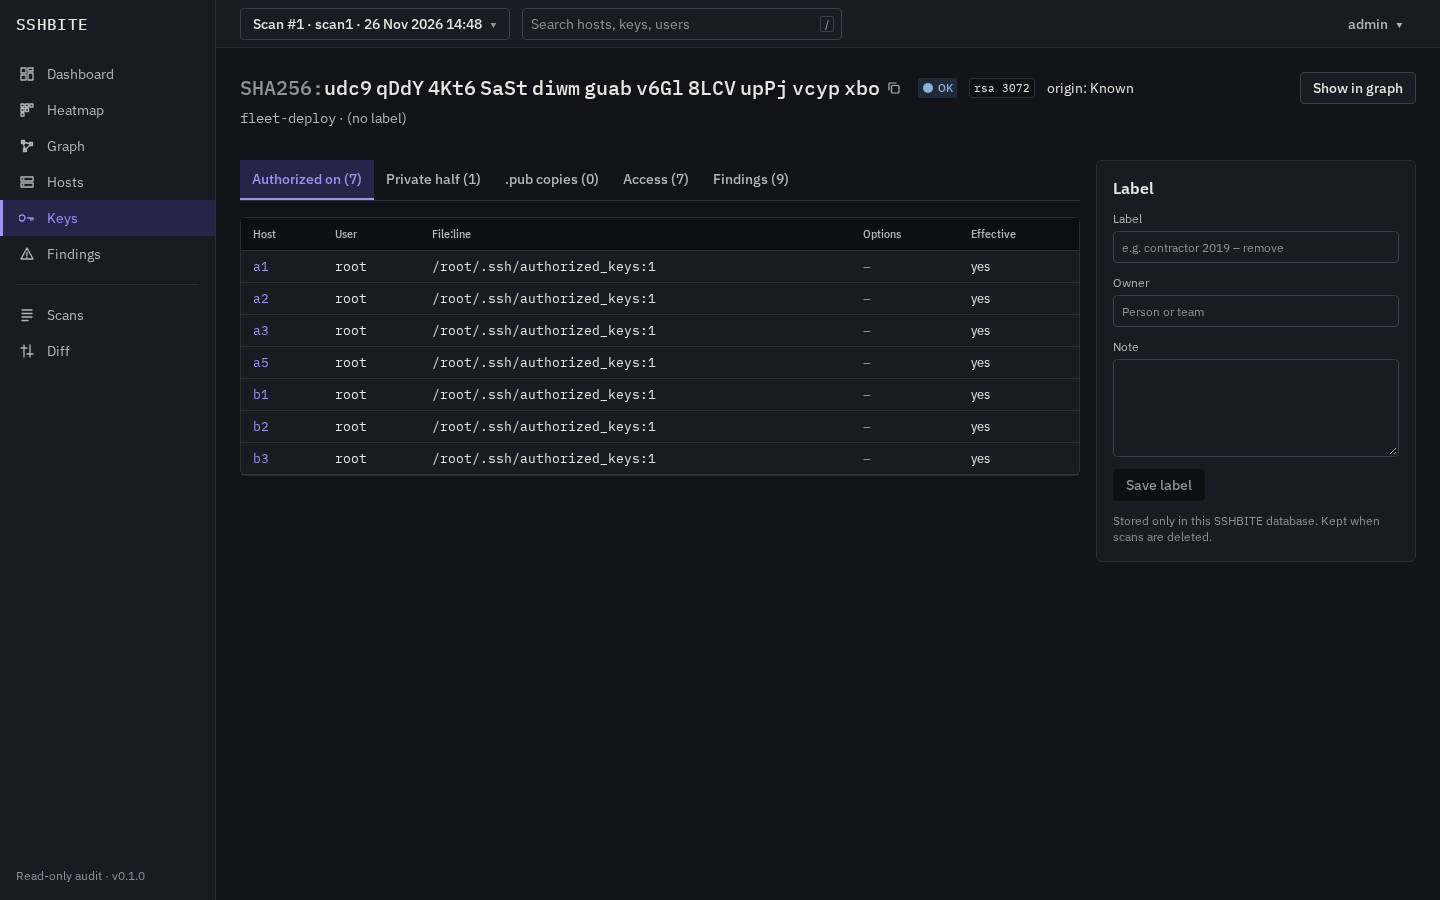 SSHBITE
Scan #1 · scan1 · 26 Nov 2026 14:48 ▾
Search hosts, keys, users /
admin ▾
Dashboard
Heatmap
Graph
Hosts
Keys
Findings
Scans
Diff
Read-only audit · v0.1.0
SHA256:udc9 qDdY 4Kt6 SaSt diwm guab v6Gl 8LCV upPj vcyp xbo
OK
rsa 3072
origin: Known
Show in graph
fleet-deploy · (no label)
Authorized on (7) Private half (1) .pub copies (0) Access (7) Findings (9)
Host User File:line Options Effective
a1 root /root/.ssh/authorized_keys:1 – yes
a2 root /root/.ssh/authorized_keys:1 – yes
a3 root /root/.ssh/authorized_keys:1 – yes
a5 root /root/.ssh/authorized_keys:1 – yes
b1 root /root/.ssh/authorized_keys:1 – yes
b2 root /root/.ssh/authorized_keys:1 – yes
b3 root /root/.ssh/authorized_keys:1 – yes
Label
Label
e.g. contractor 2019 – remove
Owner
Person or team
Note
Save label
Stored only in this SSHBITE database. Kept when
scans are deleted.